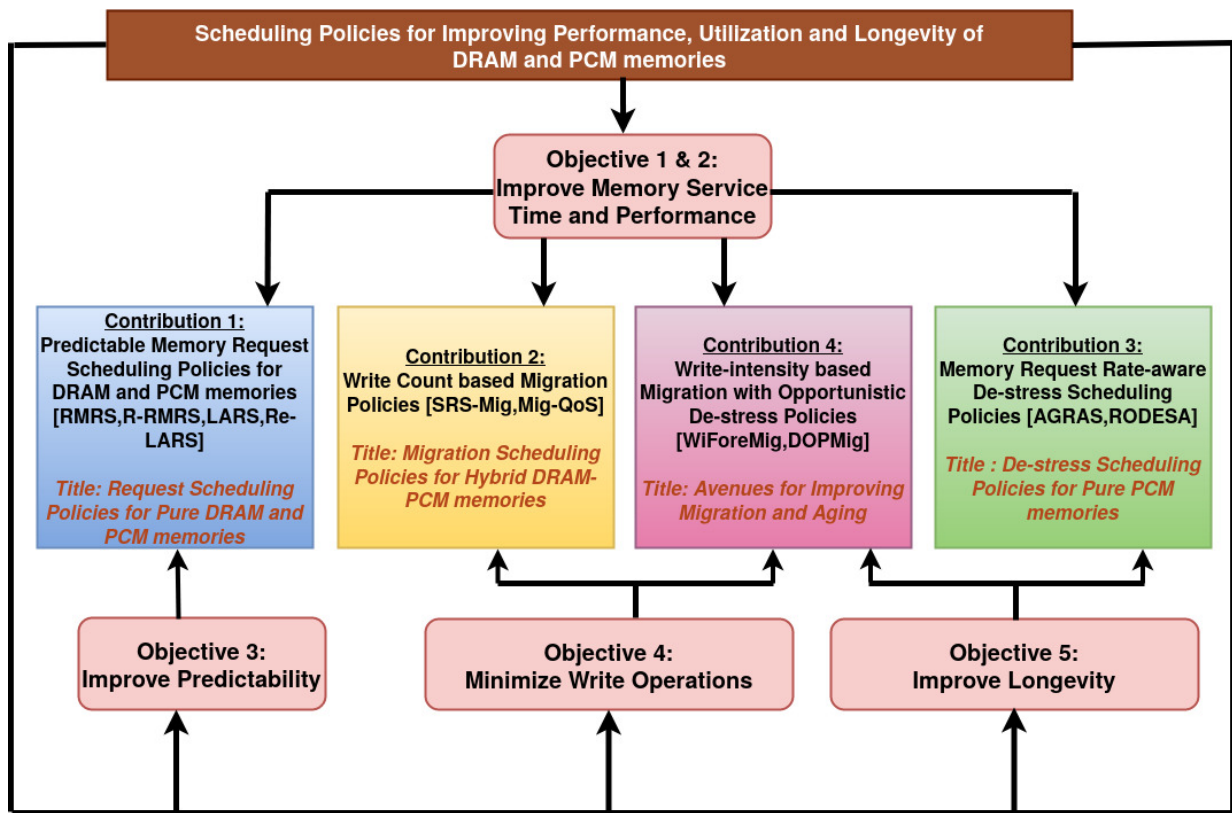 Scheduling Policies for Improving Performance, Utilization and Longevity of
DRAM and PCM memories
Objective 1 & 2:
Improve Memory Service
Time and Performance
Contribution 1:
Predictable Memory Request
Scheduling Policies for
DRAM and PCM memories
[RMRS,R-RMRS,LARS,Re-
LARS]
Title: Request Scheduling
Policies for Pure DRAM and
PCM memories
Contribution 2:
Write Count based Migration
Policies [SRS-Mig,Mig-QoS]
Title: Migration Scheduling
Policies for Hybrid DRAM-
PCM memories
Contribution 4:
Write-intensity based
Migration with Opportunistic
De-stress Policies
[WiForeMig,DOPMig]
Title: Avenues for Improving
Migration and Aging
Contribution 3:
Memory Request Rate-aware
De-stress Scheduling
Policies [AGRAS,RODESA]
Title : De-stress Scheduling
Policies for Pure PCM
memories
Objective 3:
Improve Predictability
Objective 4:
Minimize Write Operations
Objective 5:
Improve Longevity